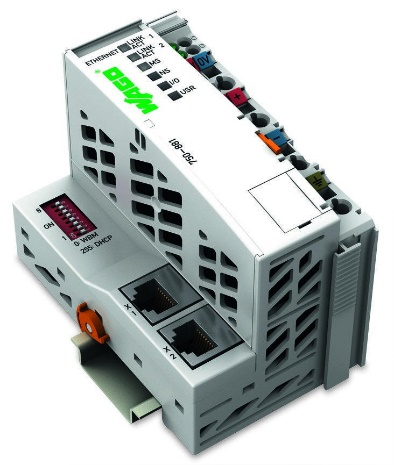 ETHERNET
LINK 1
ACT
LINK 2
ACT
MS
NS
I/O
USR
WAGO
750-881
0V
+
−
8
ON
1
0: WBM
255: DHCP
X 1
X 2